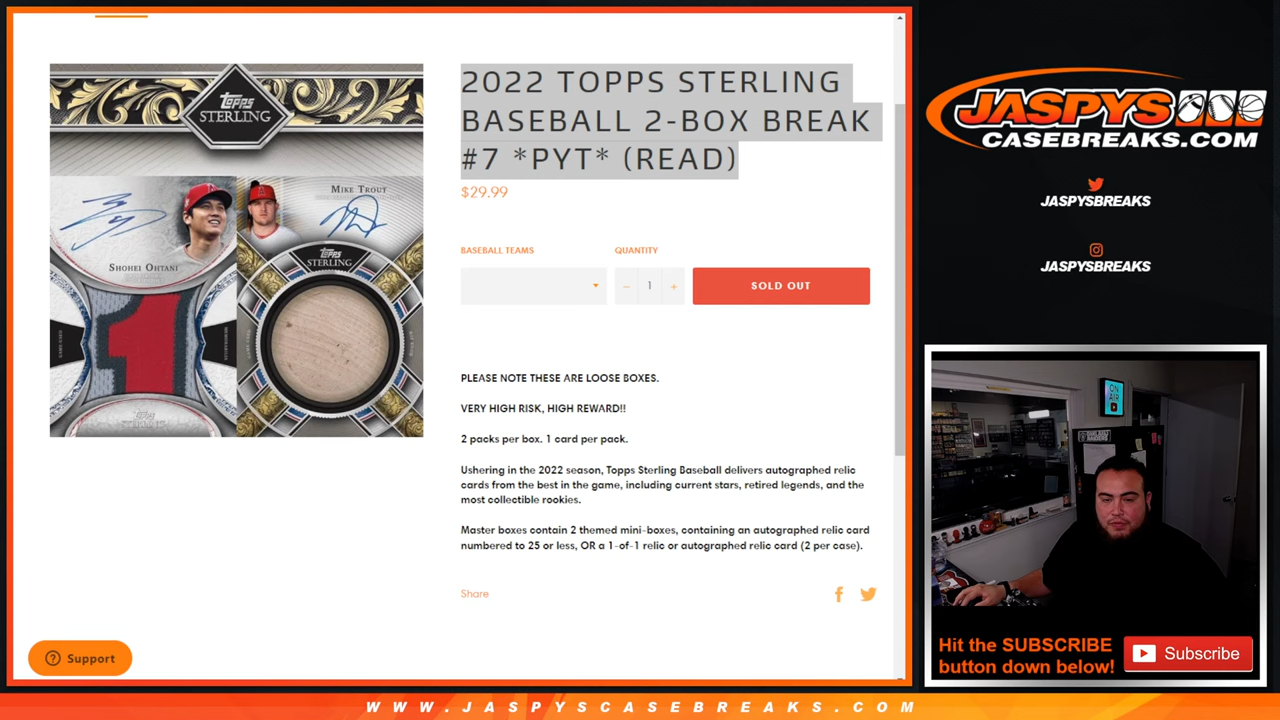 Topps
STERLING
SHOHEI OHTANI
MIKE TROUT
Topps
STERLING
2022 TOPPS STERLING
BASEBALL 2-BOX BREAK
#7 *PYT* (READ)
$29.99
BASEBALL TEAMS
QUANTITY
− 1 +
SOLD OUT
PLEASE NOTE THESE ARE LOOSE BOXES.
VERY HIGH RISK, HIGH REWARD!!
2 packs per box. 1 card per pack.
Ushering in the 2022 season, Topps Sterling Baseball delivers autographed relic
cards from the best in the game, including current stars, retired legends, and the
most collectible rookies.
Master boxes contain 2 themed mini-boxes, containing an autographed relic card
numbered to 25 or less, OR a 1-of-1 relic or autographed relic card (2 per case).
Share
Support
JASPYS
CASEBREAKS.COM
JASPYSBREAKS
JASPYSBREAKS
ON
AIR
Hit the SUBSCRIBE
button down below!
Subscribe
WWW.JASPYSCASEBREAKS.COM